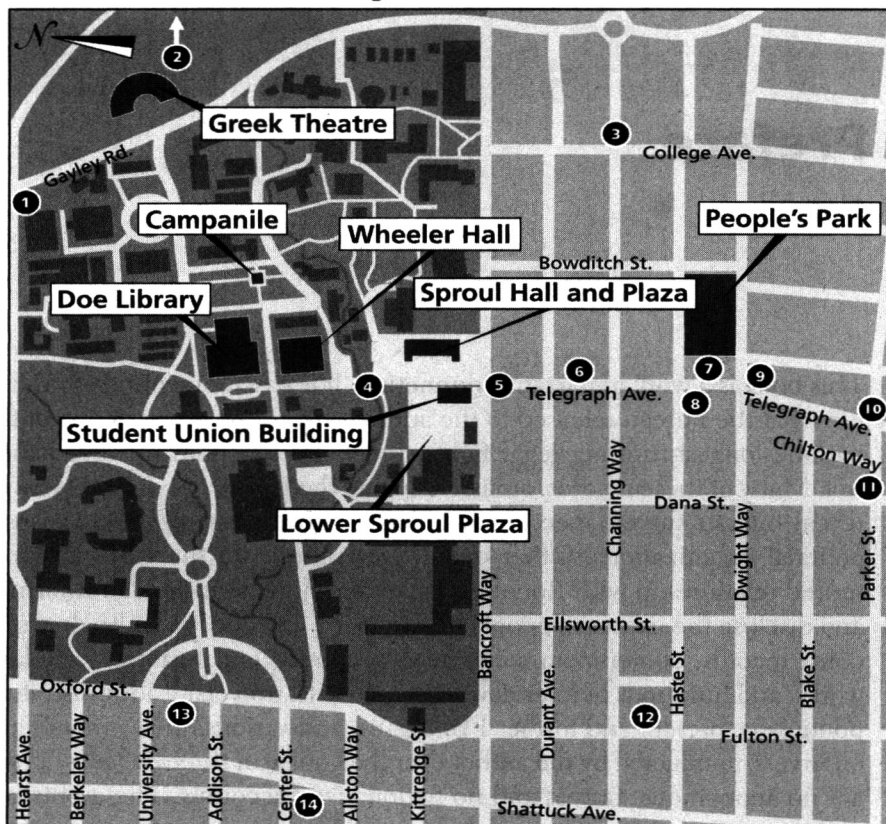 N
2
Greek Theatre
3
Gayley Rd.
College Ave.
1
Campanile
Wheeler Hall
People's Park
Bowditch St.
Doe Library
Sproul Hall and Plaza
4
5
6
7
8
9
10
Telegraph Ave.
Telegraph Ave.
Student Union Building
Chilton Way
11
Lower Sproul Plaza
Channing Way
Dana St.
Dwight Way
Parker St.
Bancroft Way
Ellsworth St.
Oxford St.
Durant Ave.
Haste St.
Blake St.
13
12
Fulton St.
Hearst Ave.
Berkeley Way
University Ave.
Addison St.
Center St.
Allston Way
Kittredge St.
14
Shattuck Ave.